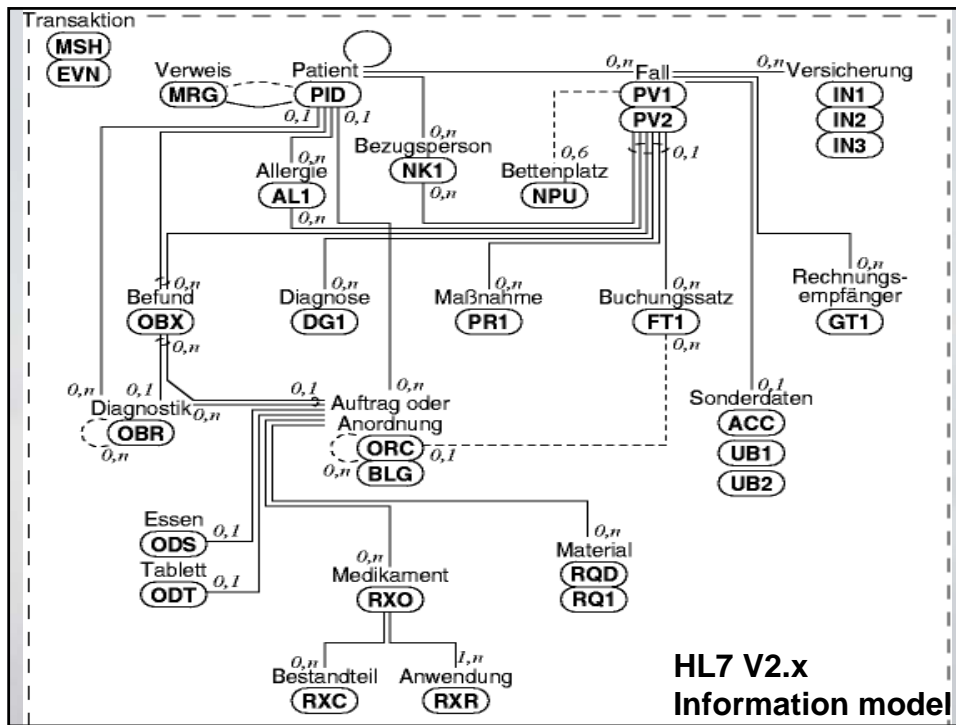 Transaktion
MSH
EVN
Verweis
MRG
Patient
PID
0,n
Fall
PV1
PV2
0,n
Versicherung
IN1
IN2
IN3
0,1
0,1
0,1
0,n
Allergie
AL1
0,n
0,n
Bezugsperson
NK1
0,n
0,6
Bettenplatz
NPU
0,n
Befund
OBX
0,n
0,n
Diagnose
DG1
0,n
Maßnahme
PR1
0,n
Buchungssatz
FT1
0,n
0,n
Rechnungs-
empfänger
GT1
0,n
0,1
Diagnostik
0,n
OBR
0,n
0,1
0,n
Auftrag oder
Anordnung
ORC
0,1
0,n
BLG
0,1
Sonderdaten
ACC
UB1
UB2
Essen
ODS
0,1
Tablett
ODT
0,1
0,n
Medikament
RXO
0,n
Material
RQD
RQ1
0,n
Bestandteil
RXC
1,n
Anwendung
RXR
HL7 V2.x
Information model